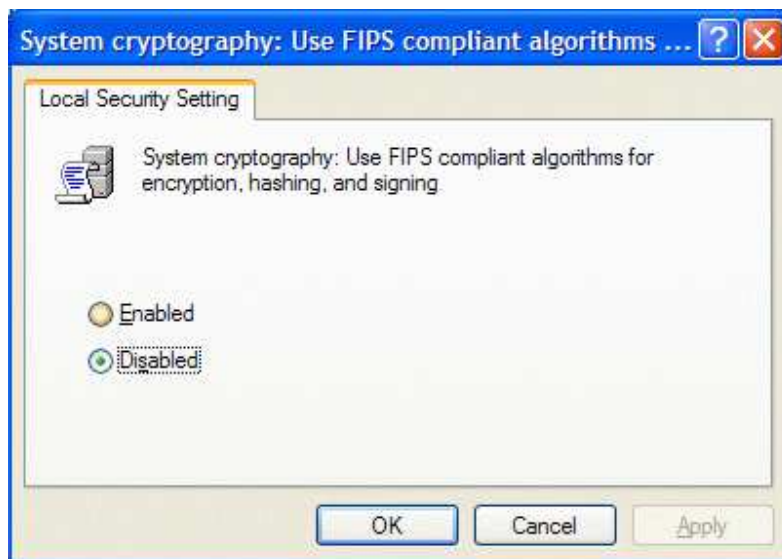 System cryptography: Use FIPS compliant algorithms ...
Local Security Setting
System cryptography: Use FIPS compliant algorithms for
encryption, hashing, and signing
Enabled
Disabled
OK
Cancel
Apply